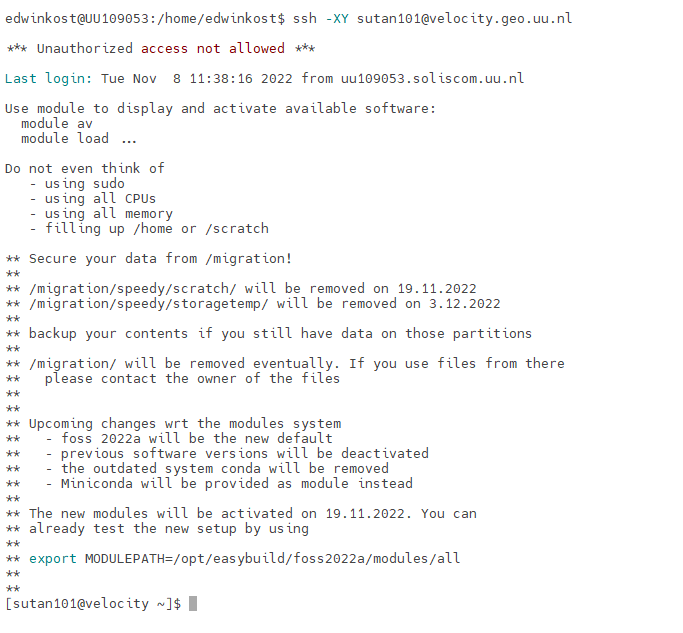 edwinkost@UU109053:/home/edwinkost$ ssh -XY sutan101@velocity.geo.uu.nl
*** Unauthorized access not allowed ***
Last login: Tue Nov  8 11:38:16 2022 from uu109053.soliscom.uu.nl
Use module to display and activate available software:
  module av
  module load ...
Do not even think of
   - using sudo
   - using all CPUs
   - using all memory
   - filling up /home or /scratch
** Secure your data from /migration!
**
** /migration/speedy/scratch/ will be removed on 19.11.2022
** /migration/speedy/storagetemp/ will be removed on 3.12.2022
**
** backup your contents if you still have data on those partitions
**
** /migration/ will be removed eventually. If you use files from there
**   please contact the owner of the files
**
**
** Upcoming changes wrt the modules system
**   - foss 2022a will be the new default
**   - previous software versions will be deactivated
**   - the outdated system conda will be removed
**   - Miniconda will be provided as module instead
**
** The new modules will be activated on 19.11.2022. You can
** already test the new setup by using
**
** export MODULEPATH=/opt/easybuild/foss2022a/modules/all
**
**
[sutan101@velocity ~]$